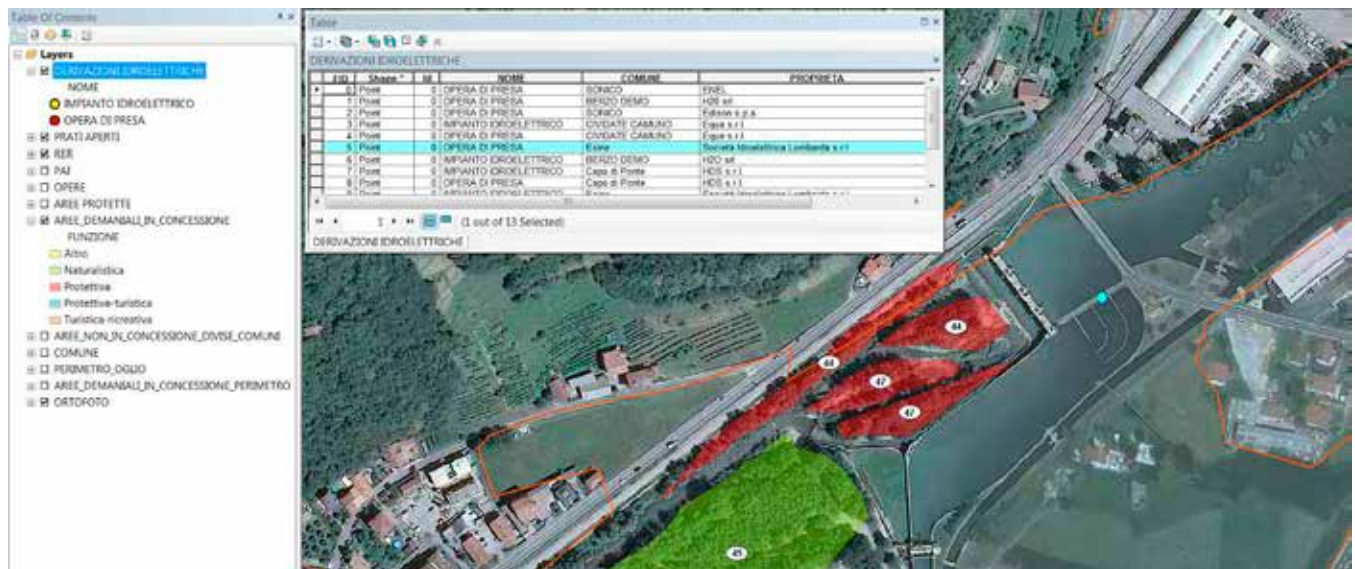 Table Of Contents
Layers
DERIVAZIONI IDROELETTRICHE
NOME
IMPIANTO IDROELETTRICO
OPERA DI PRESA
PRATI APERTI
RER
PAI
OPERE
AREE PROTETTE
AREE_DEMANIALI_IN_CONCESSIONE
FUNZIONE
Altro
Naturalistica
Protettiva
Protettiva-turistica
Turistica-ricreativa
AREE_NON_IN_CONCESSIONE_DIVISE_COMUNE
COMUNE
PERIMETRO_OGLIO
AREE_DEMANIALI_IN_CONCESSIONE_PERIMETRO
ORTOFOTO
Table
DERIVAZIONI IDROELETTRICHE
FID Shape * Id NOME COMUNE PROPRIETA
0 Point 0 OPERA DI PRESA SONICO ENEL
1 Point 0 OPERA DI PRESA BERZO DEMO H20 srl
2 Point 0 OPERA DI PRESA SONICO Edison s.p.a.
3 Point 0 IMPIANTO IDROELETTRICO CIVIDATE CAMUNO Equa s.r.l.
4 Point 0 OPERA DI PRESA CIVIDATE CAMUNO Equa s.r.l.
5 Point 0 OPERA DI PRESA Esine Società Idroelettrica Lombarda s.r.l
6 Point 0 IMPIANTO IDROELETTRICO BERZO DEMO H2O srl
7 Point 0 IMPIANTO IDROELETTRICO Capo di Ponte HDS s.r.l
8 Point 0 OPERA DI PRESA Capo di Ponte HDS s.r.l
1 (1 out of 13 Selected)
DERIVAZIONI IDROELETTRICHE
44
44
47
47
45